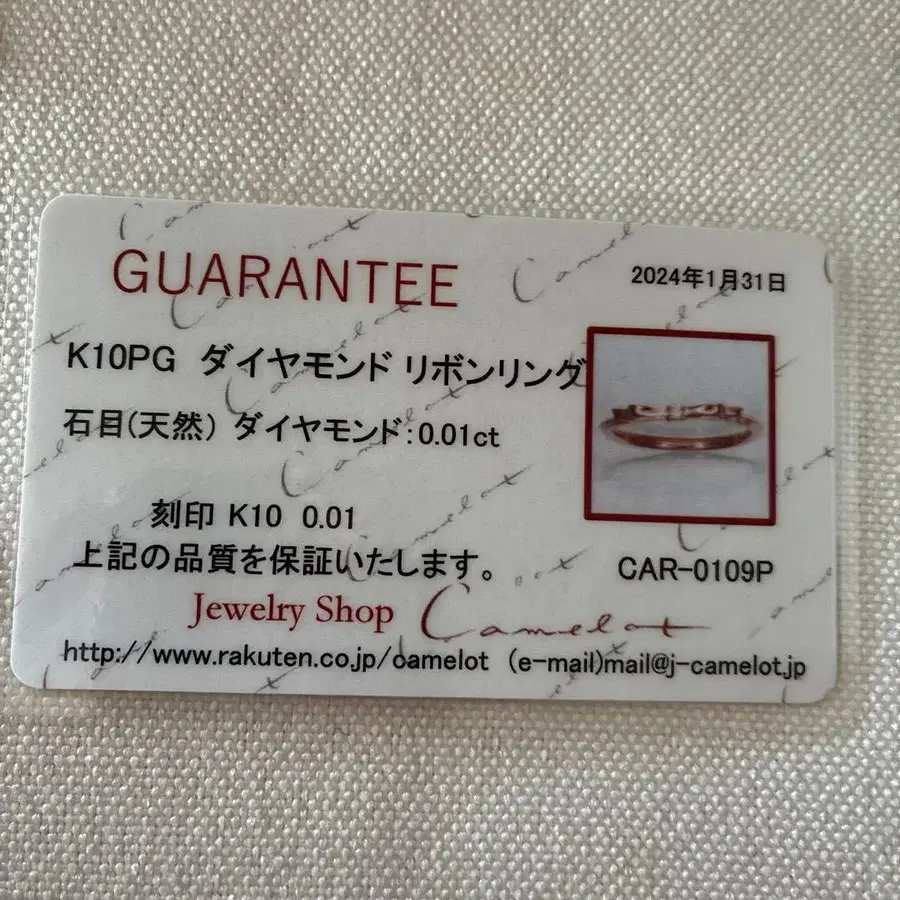 GUARANTEE
2024年1月31日
K10PG ダイヤモンド リボンリング
石目(天然) ダイヤモンド:0.01ct
刻印 K10 0.01
上記の品質を保証いたします。
CAR-0109P
Jewelry Shop Camelot
http://www.rakuten.co.jp/camelot (e-mail)mail@j-camelot.jp